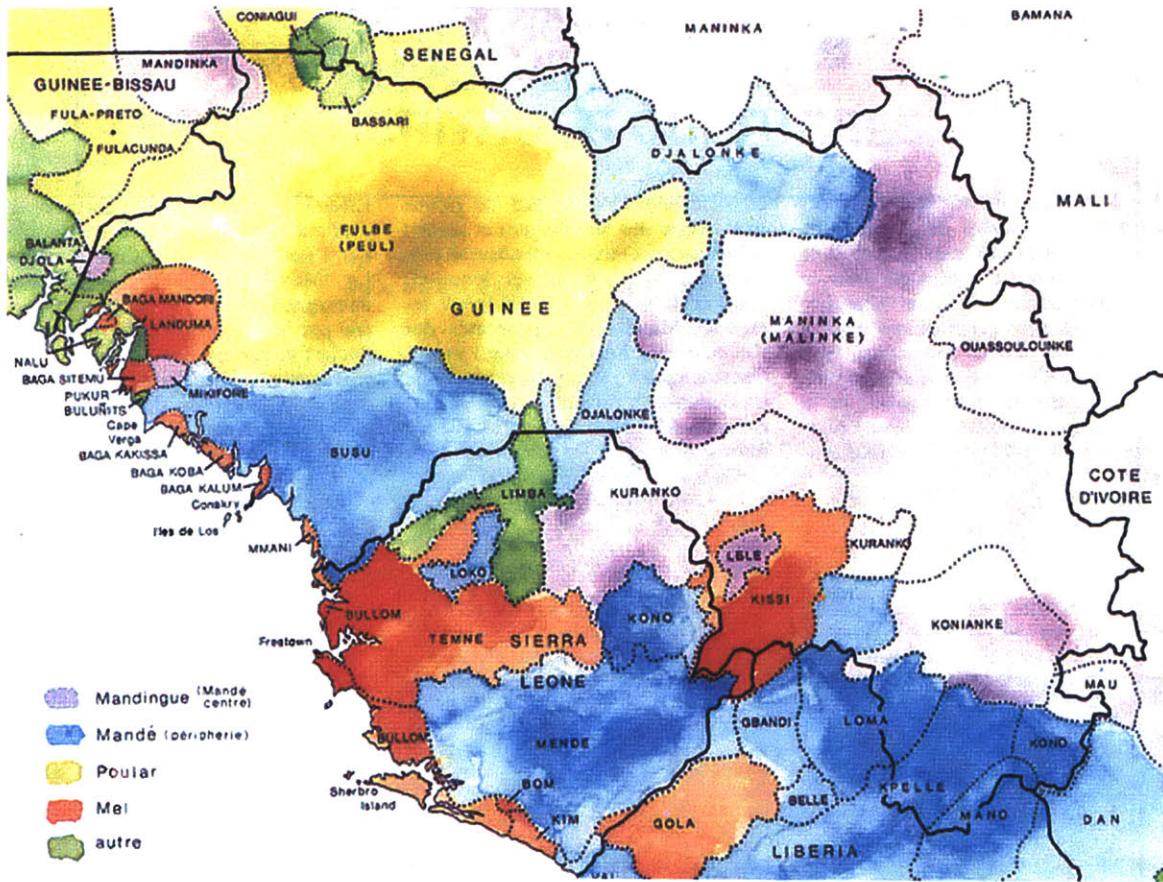 CONIAGUI
MANINKA
BAMANA
SENEGAL
MANDINKA
GUINEE-BISSAU
FULA-PRETO
FULACUNDA
BASSARI
DJALONKE
MALI
FULBE
(PEUL)
BALANTA
DJOLA
BAGA MANDORI
LANDUMA
GUINEE
MANINKA
(MALINKE)
OUASSOULOUNKE
NALU
BAGA SITEMU
MIKIFORE
PUKUR
BULUÑITS
Cape
Verga
BAGA KAKISSA
DJALONKE
BUSU
BAGA KOBA
BAGA KALUM
Conakry
Iles de Los
COTE
D'IVOIRE
LIMBA
KURANKO
MMANI
LELE
KURANKO
LOKO
KISSI
BULLOM
KONO
KONIANKE
Freetown
TEMNE
SIERRA
LEONE
MAU
Mandingue (Mandé
centre)
Mandé (péripherie)
Poular
Mel
autre
GBANDI
LOMA
MENDE
KONO
BULLOM
BOM
Sherbro
Island
BELLE
KPELLE
KIM
GOLA
MANO
DAN
LIBERIA